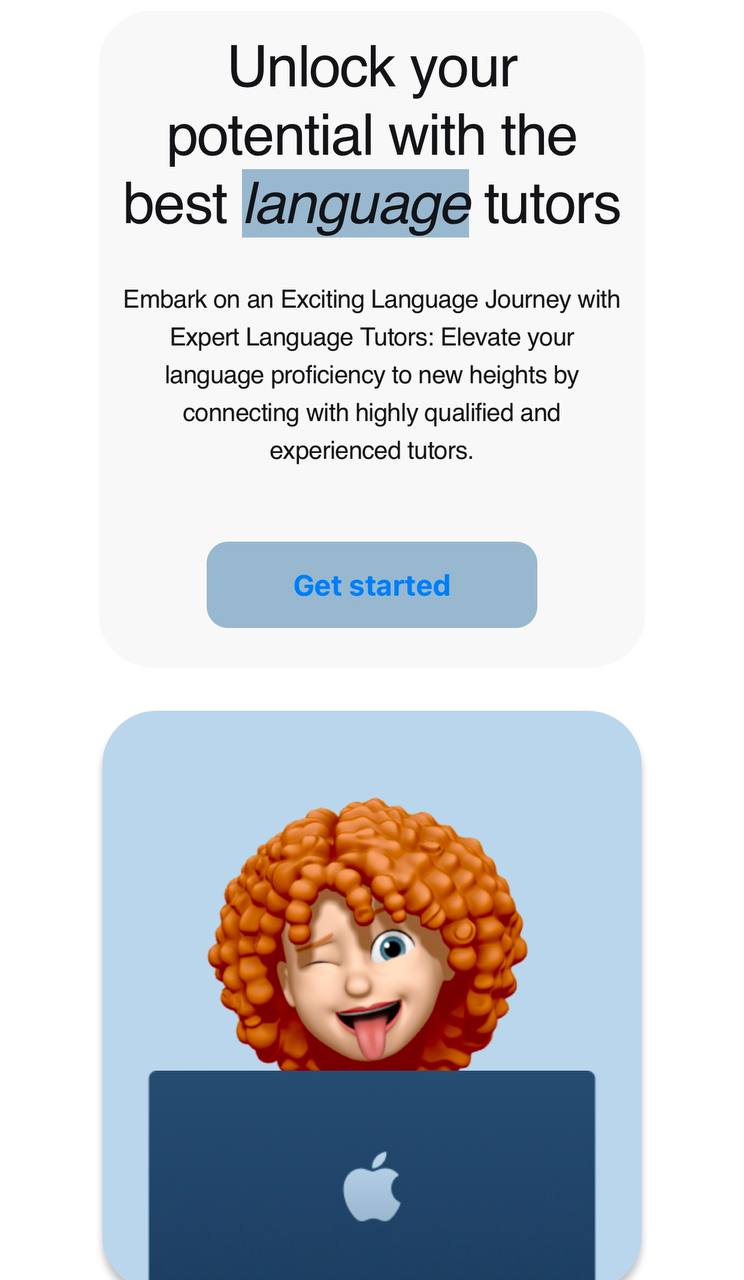 Unlock your
potential with the
best language tutors
Embark on an Exciting Language Journey with
Expert Language Tutors: Elevate your
language proficiency to new heights by
connecting with highly qualified and
experienced tutors.
Get started